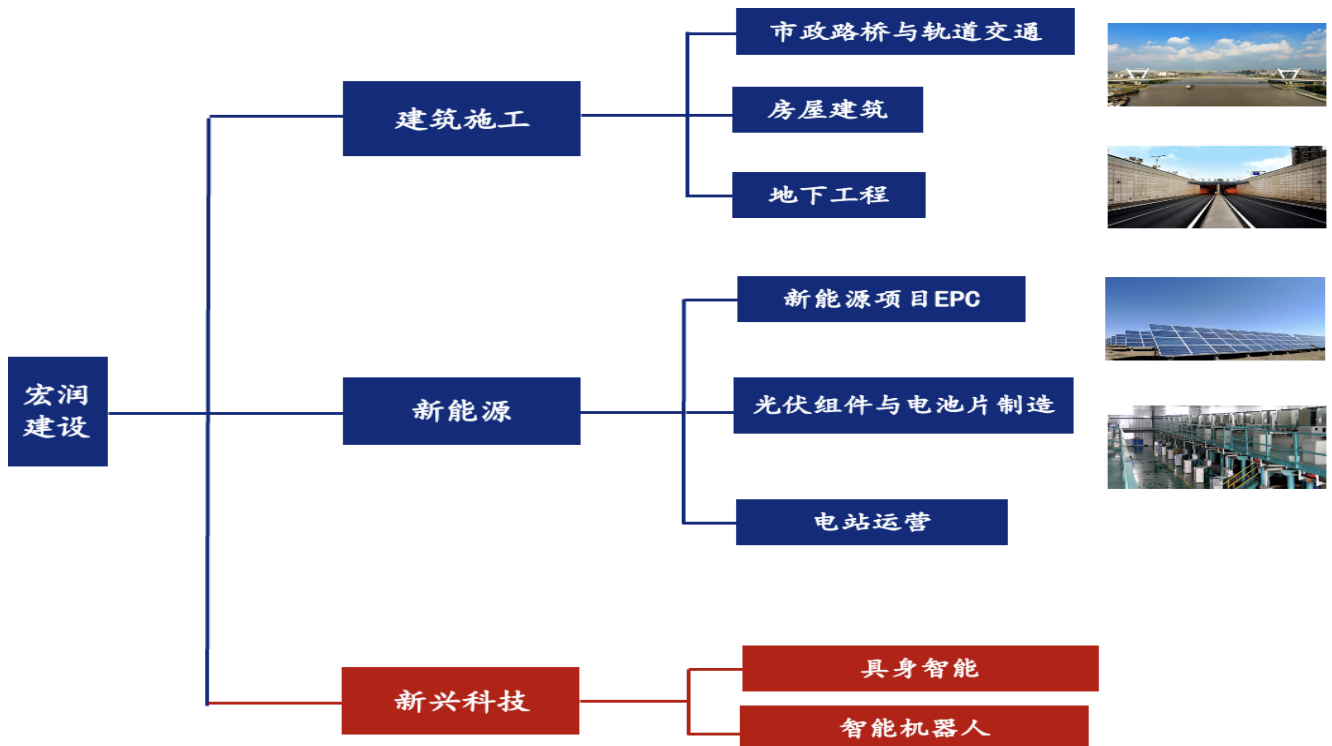 宏润
建设
建筑施工
市政路桥与轨道交通
房屋建筑
地下工程
新能源
新能源项目EPC
光伏组件与电池片制造
电站运营
新兴科技
具身智能
智能机器人